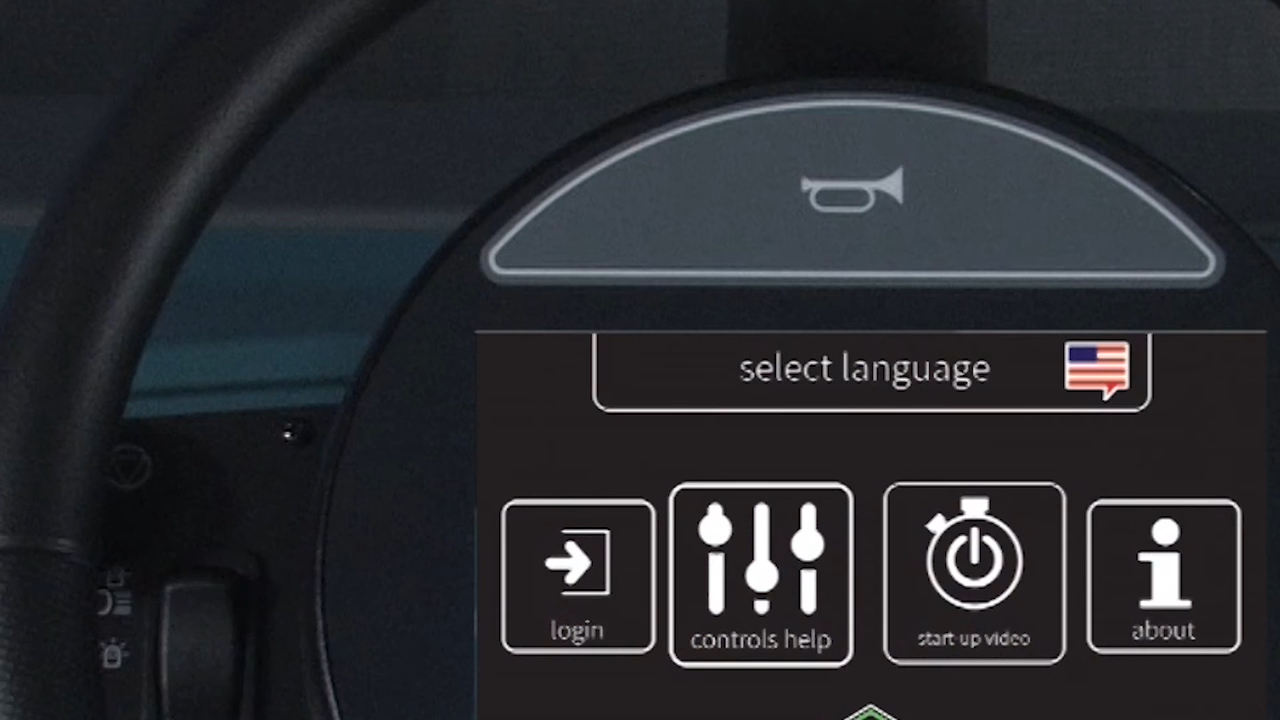 select language
login
controls help
start-up video
about